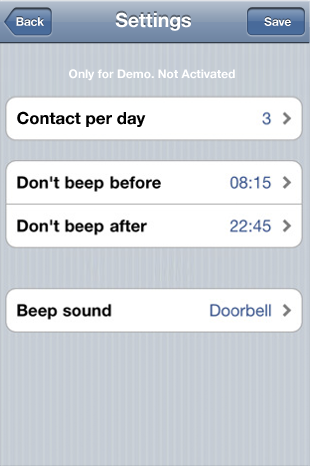 Back Settings Save
Only for Demo. Not Activated
Contact per day 3
Don't beep before 08:15
Don't beep after 22:45
Beep sound Doorbell